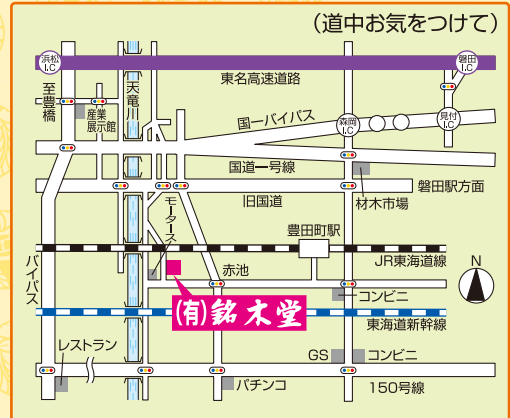 (道中お気をつけて)
浜松
I.C
磐田
I.C
東名高速道路
至豊橋
天竜川
産業
展示館
国一バイパス
森岡
I.C
見付
I.C
国道一号線
磐田駅方面
旧国道
材木市場
モータース
豊田町駅
バイパス
赤池
JR東海道線
N
コンビニ
(有)銘木堂
東海道新幹線
レストラン
GS
コンビニ
パチンコ
150号線